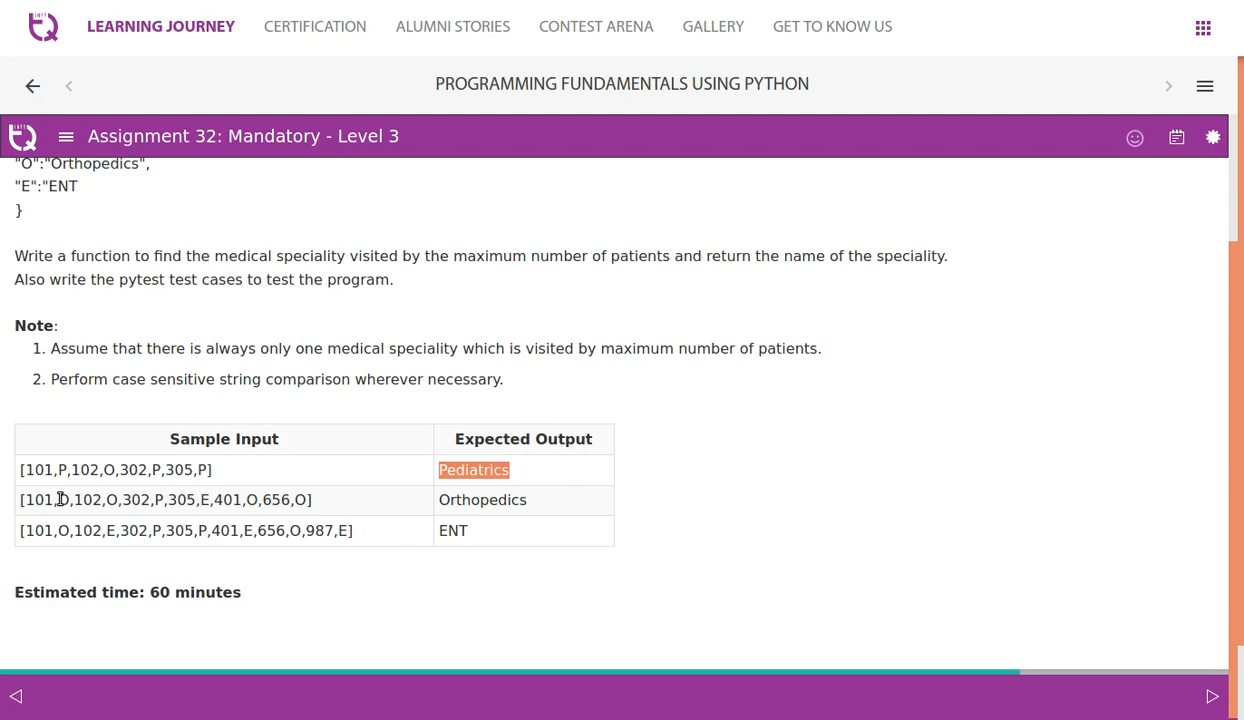 LEARNING JOURNEY CERTIFICATION ALUMNI STORIES CONTEST ARENA GALLERY GET TO KNOW US
PROGRAMMING FUNDAMENTALS USING PYTHON
Assignment 32: Mandatory - Level 3
"O":"Orthopedics",
"E":"ENT
}
Write a function to find the medical speciality visited by the maximum number of patients and return the name of the speciality.
Also write the pytest test cases to test the program.
Note:
1. Assume that there is always only one medical speciality which is visited by maximum number of patients.
2. Perform case sensitive string comparison wherever necessary.
Sample Input Expected Output
[101,P,102,O,302,P,305,P] Pediatrics
[101,O,102,O,302,P,305,E,401,O,656,O] Orthopedics
[101,O,102,E,302,P,305,P,401,E,656,O,987,E] ENT
Estimated time: 60 minutes